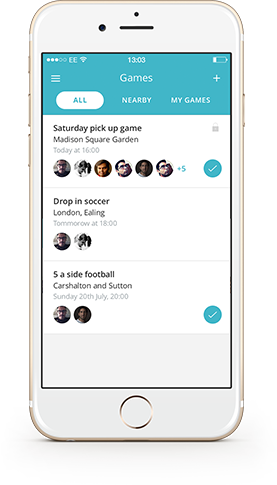 EE 13:03
Games
ALL NEARBY MY GAMES
Saturday pick up game
Madison Square Garden
Today at 16:00
+5
Drop in soccer
London, Ealing
Tommorow at 18:00
5 a side football
Carshalton and Sutton
Sunday 20th July, 20:00